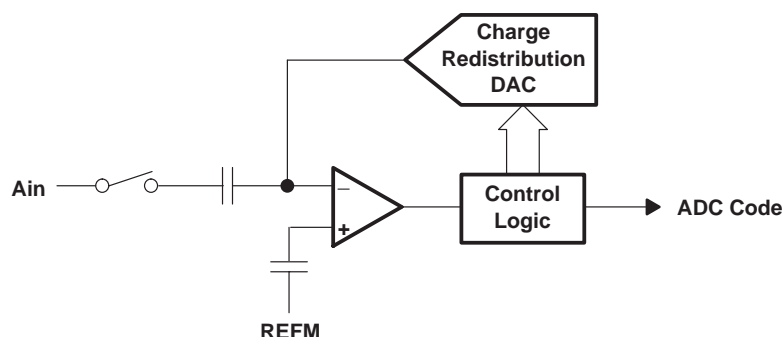 Charge
Redistribution
DAC
Ain
−
+
Control
Logic
ADC Code
REFM